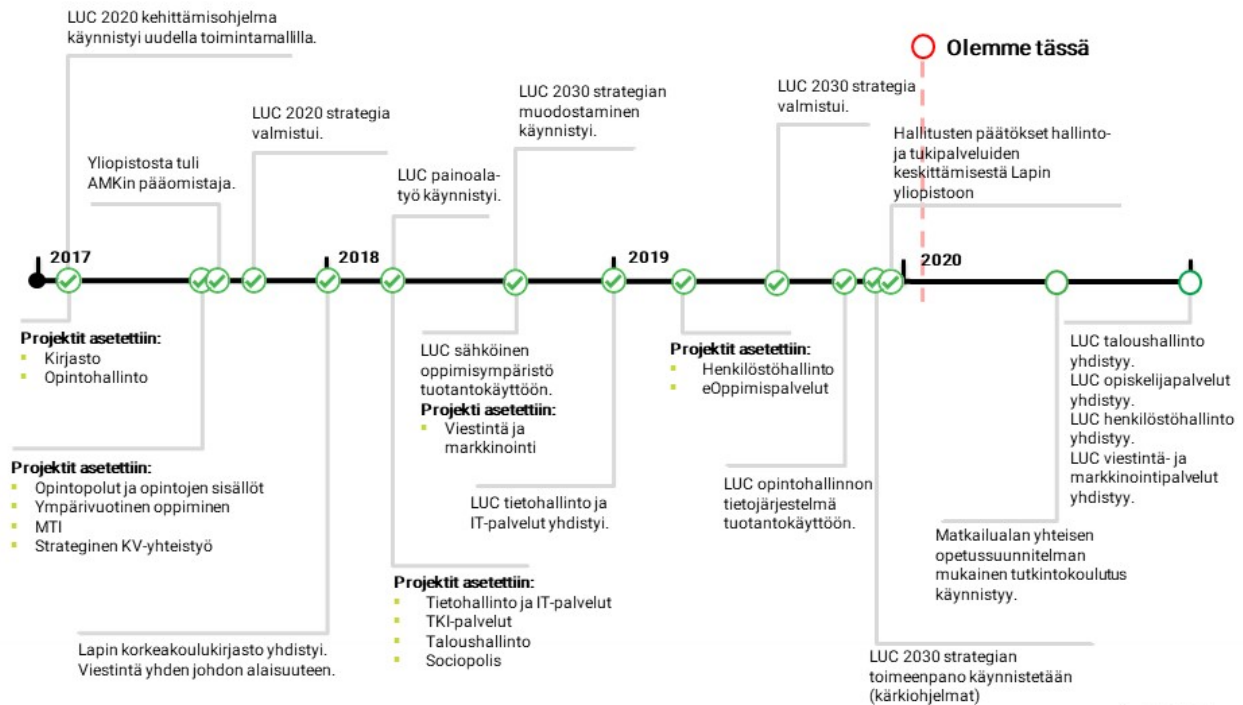 LUC 2020 kehittämisohjelma
käynnistyi uudella toimintamallilla.
Olemme tässä
LUC 2020 strategia
valmistui.
LUC 2030 strategian
muodostaminen
käynnistyi.
LUC 2030 strategia
valmistui.
Yliopistosta tuli
AMKin pääomistaja.
LUC painoala-
työ käynnistyi.
Hallitusten päätökset hallinto-
ja tukipalveluiden
keskittämisestä Lapin
yliopistoon
2017
2018
2019
2020
Projektit asetettiin:
Kirjasto
Opintohallinto
LUC sähköinen
oppimisympäristö
tuotantokäyttöön.
Projekti asetettiin:
Viestintä ja
markkinointi
Projektit asetettiin:
Henkilöstöhallinto
eOppimispalvelut
LUC taloushallinto
yhdistyy.
LUC opiskelijapalvelut
yhdistyy.
LUC henkilöstöhallinto
yhdistyy.
LUC viestintä- ja
markkinointipalvelut
yhdistyy.
Projektit asetettiin:
Opintopolut ja opintojen sisällöt
Ympärivuotinen oppiminen
MTI
Strateginen KV-yhteistyö
LUC tietohallinto ja
IT-palvelut yhdistyi.
LUC opintohallinnon
tietojärjestelmä
tuotantokäyttöön.
Matkailualan yhteisen
opetussuunnitelman
mukainen tutkintokoulutus
käynnistyy.
Projektit asetettiin:
Tietohallinto ja IT-palvelut
TKI-palvelut
Taloushallinto
Sociopolis
Lapin korkeakoulukirjasto yhdistyi.
Viestintä yhden johdon alaisuuteen.
LUC 2030 strategian
toimeenpano käynnistetään
(kärkiohjelmat)